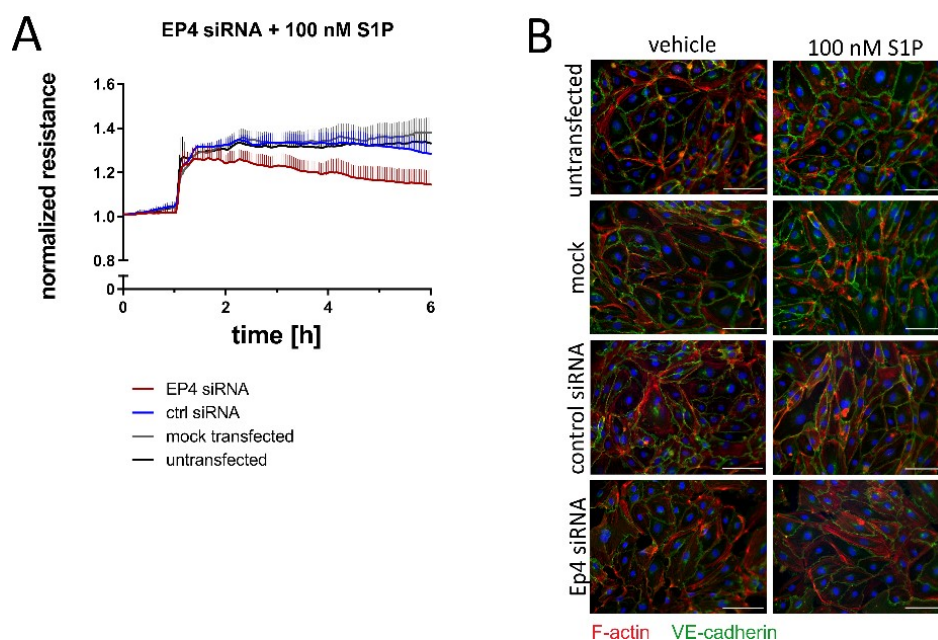 A
EP4 siRNA + 100 nM S1P
normalized resistance
1.6
1.4
1.2
1.0
0.8
0
0
2
4
6
time [h]
EP4 siRNA
ctrl siRNA
mock transfected
untransfected
B
vehicle
100 nM S1P
untransfected
mock
control siRNA
Ep4 siRNA
F-actin VE-cadherin